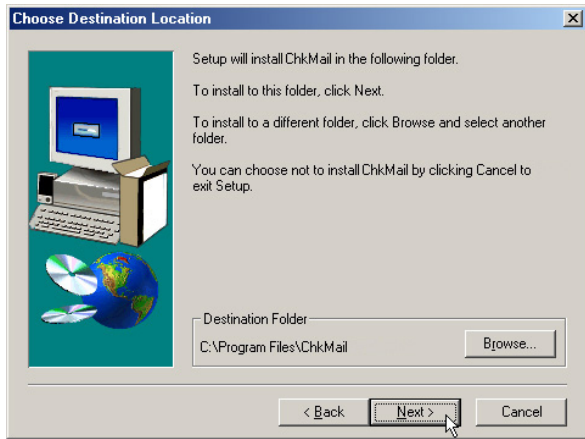 Choose Destination Location
Setup will install ChkMail in the following folder.
To install to this folder, click Next.
To install to a different folder, click Browse and select another
folder.
You can choose not to install ChkMail by clicking Cancel to
exit Setup.
Destination Folder
C:\Program Files\ChkMail
Browse...
< Back
Next >
Cancel